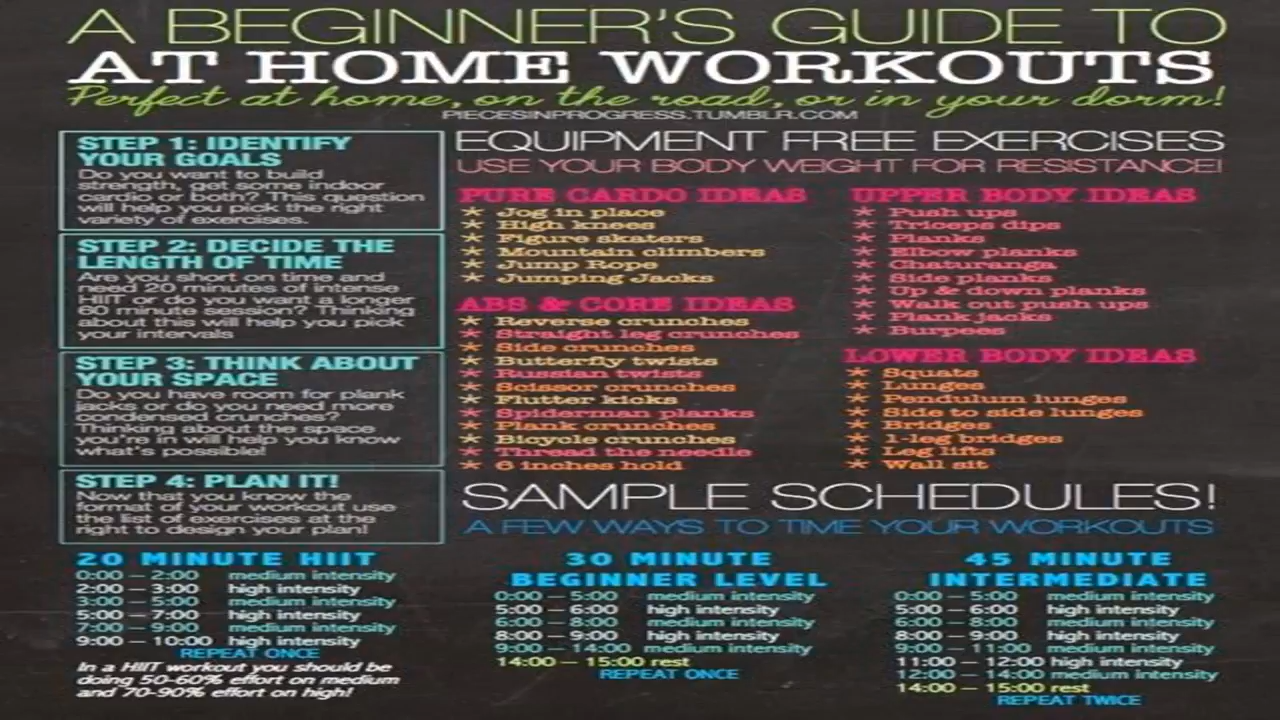 A BEGINNER'S GUIDE TO
AT HOME WORKOUTS
Perfect at home, on the road, or in your dorm!
PIECESINPROGRESS.TUMBLR.COM
STEP 1: IDENTIFY
YOUR GOALS
Do you want to build
strength, get some indoor
cardio or both? This question
will help you pick the right
variety of exercises.
STEP 2: DECIDE THE
LENGTH OF TIME
Are you short on time and
need 20 minutes of intense
HIIT or do you want a longer
60 minute session? Thinking
about this will help you pick
your intervals
STEP 3: THINK ABOUT
YOUR SPACE
Do you have room for plank
jacks or do you need more
condensed crunches?
Thinking about the space
you're in will help you know
what's possible!
STEP 4: PLAN IT!
Now that you know the
format of your workout use
the list of exercises at the
right to design your plan!
EQUIPMENT FREE EXERCISES
USE YOUR BODY WEIGHT FOR RESISTANCE!
PURE CARDO IDEAS
Jog in place
High knees
Figure skaters
Mountain climbers
Jump Rope
Jumping Jacks
ABS & CORE IDEAS
Reverse crunches
Straight leg crunches
Side crunches
Butterfly twists
Russian twists
Scissor crunches
Flutter kicks
Spiderman planks
Plank crunches
Bicycle crunches
Thread the needle
6 inches hold
UPPER BODY IDEAS
Push ups
Triceps dips
Planks
Elbow planks
Chaturanga
Side planks
Up & down planks
Walk out push ups
Plank jacks
Burpees
LOWER BODY IDEAS
Squats
Lunges
Pendulum lunges
Side to side lunges
Bridges
1-leg bridges
Leg lifts
Wall sit
SAMPLE SCHEDULES!
A FEW WAYS TO TIME YOUR WORKOUTS
20 MINUTE HIIT
0:00 – 2:00 medium intensity
2:00 – 3:00 high intensity
3:00 – 5:00 medium intensity
5:00 – 7:00 high intensity
7:00 – 9:00 medium intensity
9:00 – 10:00 high intensity
REPEAT ONCE
In a HIIT workout you should be
doing 50-60% effort on medium
and 70-90% effort on high!
30 MINUTE
BEGINNER LEVEL
0:00 – 5:00 medium intensity
5:00 – 6:00 high intensity
6:00 – 8:00 medium intensity
8:00 – 9:00 high intensity
9:00 – 14:00 medium intensity
14:00 – 15:00 rest
REPEAT ONCE
45 MINUTE
INTERMEDIATE
0:00 – 5:00 medium intensity
5:00 – 6:00 high intensity
6:00 – 8:00 medium intensity
8:00 – 9:00 high intensity
9:00 – 11:00 medium intensity
11:00 – 12:00 high intensity
12:00 – 14:00 medium intensity
14:00 – 15:00 rest
REPEAT TWICE